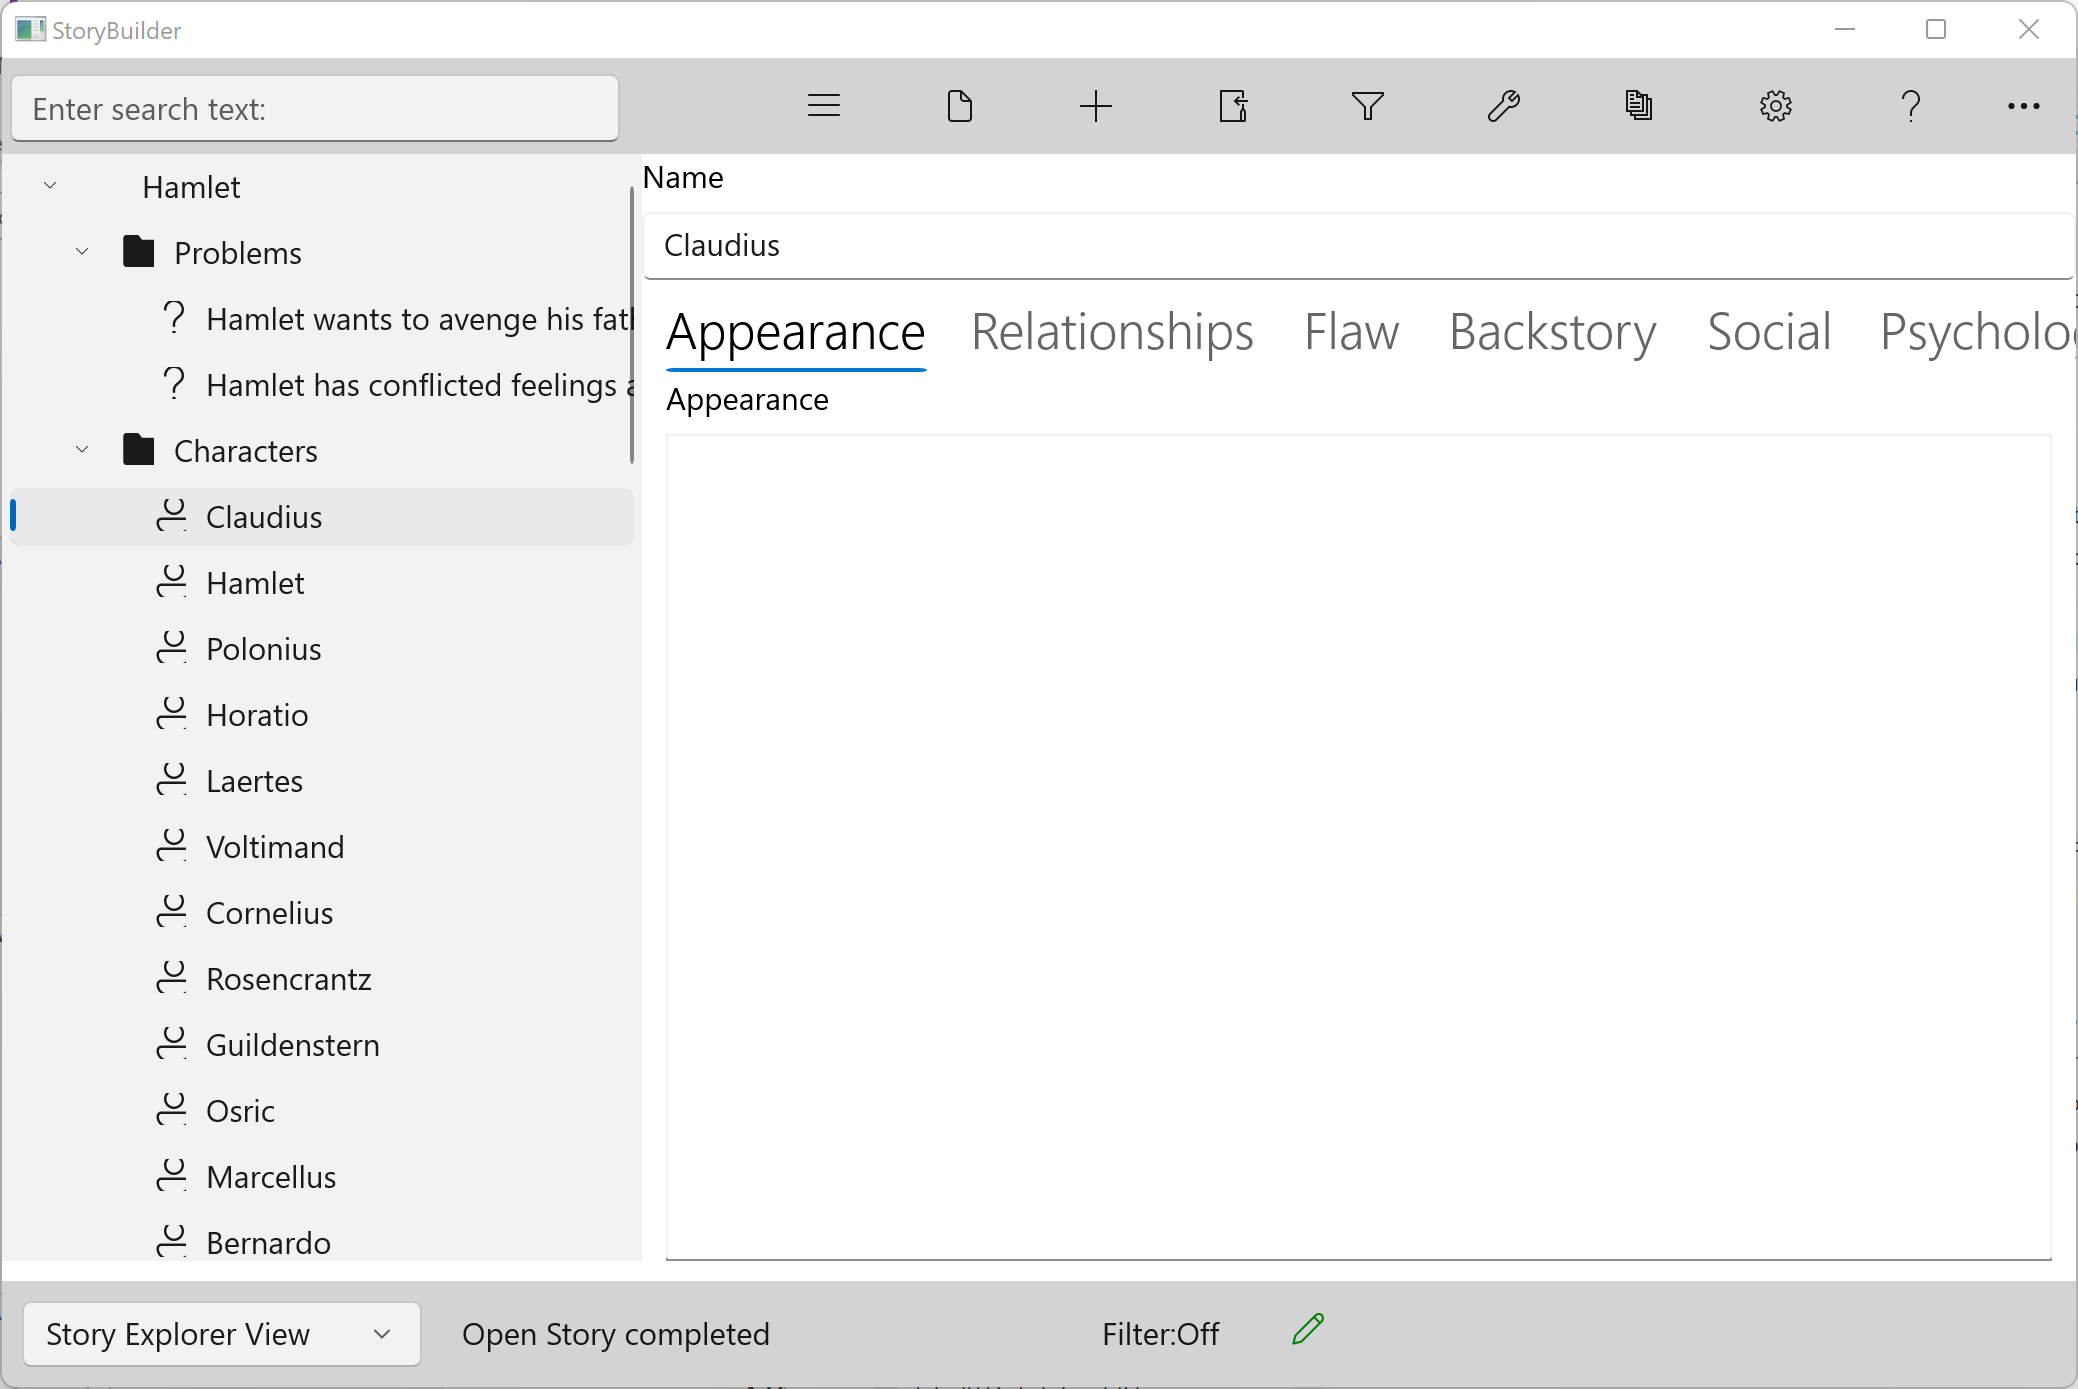 StoryBuilder
Enter search text:
Hamlet
Problems
Hamlet wants to avenge his fat
Hamlet has conflicted feelings a
Characters
Claudius
Hamlet
Polonius
Horatio
Laertes
Voltimand
Cornelius
Rosencrantz
Guildenstern
Osric
Marcellus
Bernardo
Name
Claudius
Appearance Relationships Flaw Backstory Social Psycholo
Appearance
Story Explorer View
Open Story completed
Filter:Off